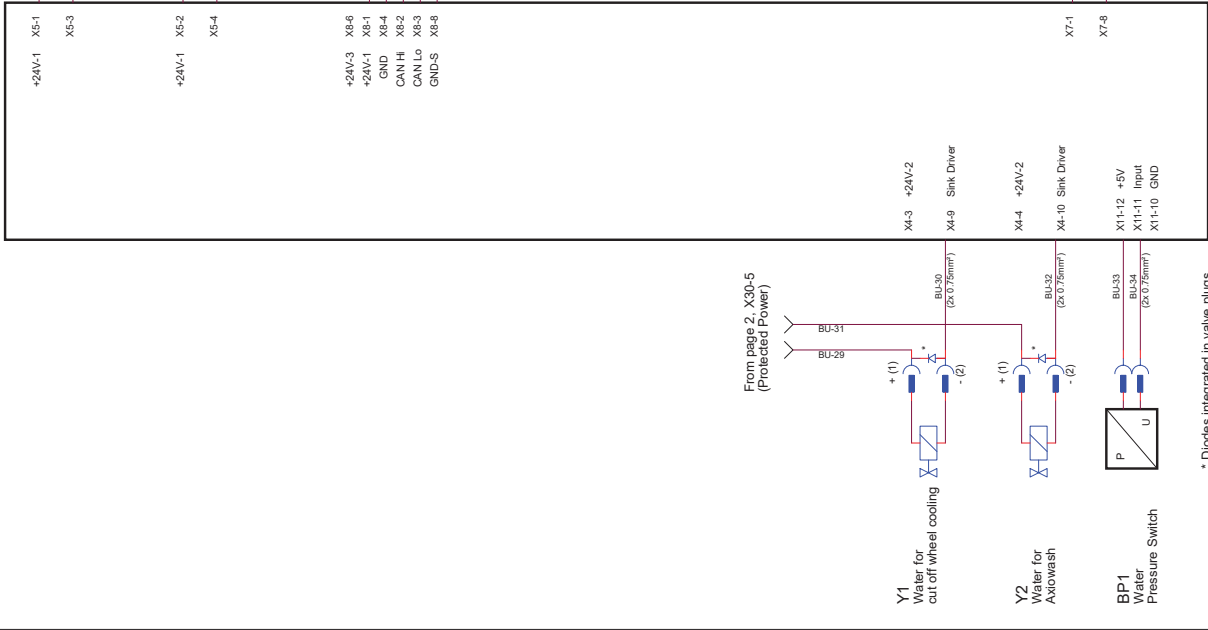 X5-1
+24V-1
X5-3
X5-2
+24V-1
X5-4
X8-6
+24V-3
X8-1
+24V-1
X8-4
GND
X8-2
CAN Hi
X8-3
CAN Lo
X8-8
GND-S
X7-1
X7-8
X4-3 +24V-2
X4-9 Sink Driver
X4-4 +24V-2
X4-10 Sink Driver
X11-12 +5V
X11-11 Input
X11-10 GND
From page 2, X30-5
(Protected Power)
BU-31
BU-29
BU-30
(2x 0.75mm²)
BU-32
(2x 0.75mm²)
BU-33
BU-34
(2x 0.75mm²)
+ (1)
*
- (2)
+ (1)
*
- (2)
P
U
Y1
Water for
cut off wheel cooling
Y2
Water for
Axiowash
BP1
Water
Pressure Switch
* Diodes integrated in valve plugs